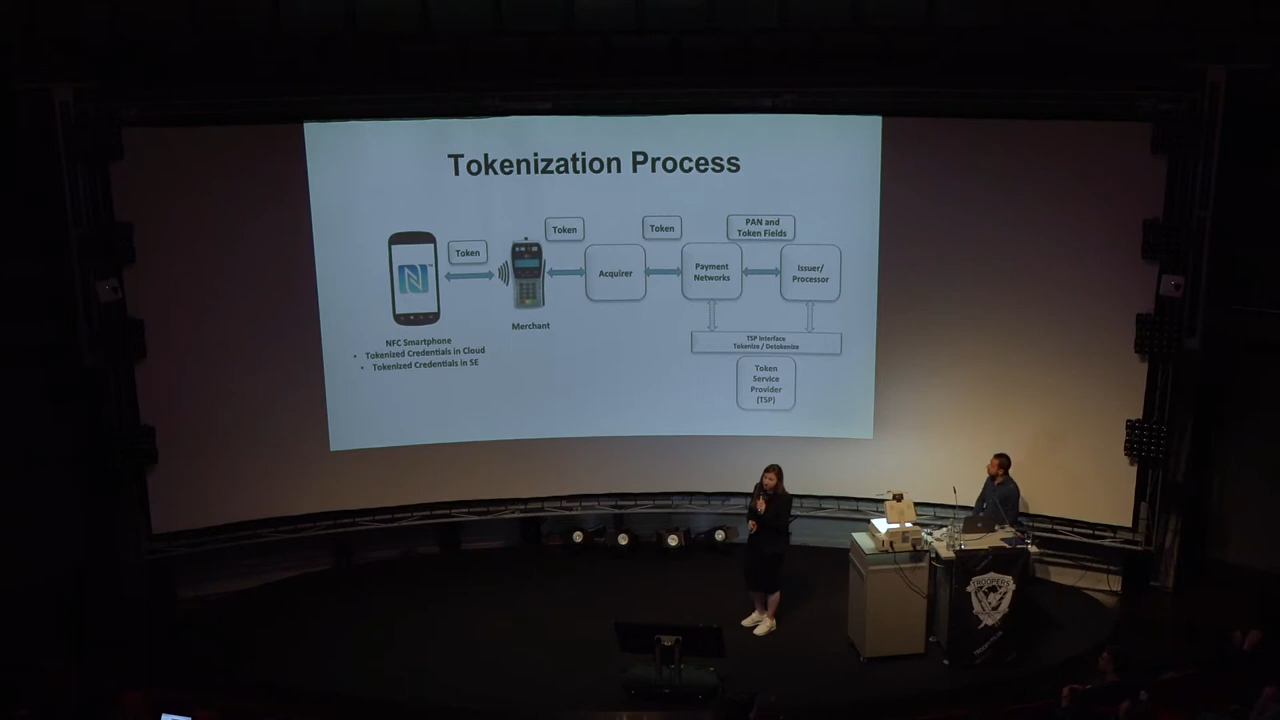 Tokenization Process
Token
Token
Token
PAN and
Token Fields
Acquirer
Payment
Networks
Issuer/
Processor
Merchant
NFC Smartphone
• Tokenized Credentials in Cloud
• Tokenized Credentials in SE
TSP Interface
Tokenize / Detokenize
Token
Service
Provider
(TSP)
TROOPERS